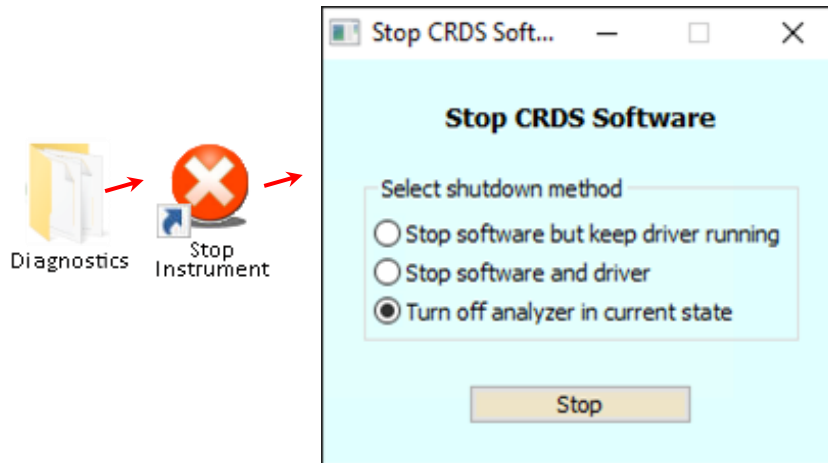 Diagnostics
Stop
Instrument
Stop CRDS Soft...
Stop CRDS Software
Select shutdown method
Stop software but keep driver running
Stop software and driver
Turn off analyzer in current state
Stop